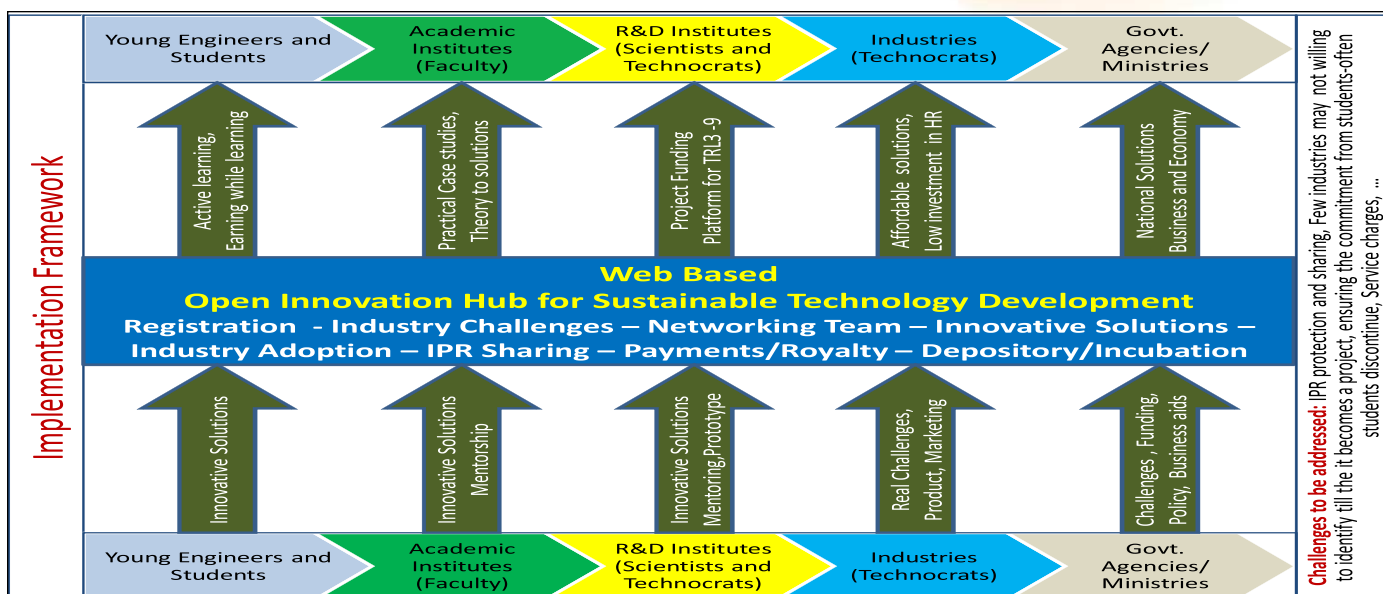 Implementation Framework
Young Engineers and
Students
Academic
Institutes
(Faculty)
R&D Institutes
(Scientists and
Technocrats)
Industries
(Technocrats)
Govt.
Agencies/
Ministries
Active learning,
Earning while learning
Practical Case studies,
Theory to solutions
Project Funding
Platform for TRL3 -9
Affordable solutions,
Low investment in HR
National Solutions
Business and Economy
Web Based
Open Innovation Hub for Sustainable Technology Development
Registration - Industry Challenges – Networking Team – Innovative Solutions –
Industry Adoption – IPR Sharing – Payments/Royalty – Depository/Incubation
Innovative Solutions
Innovative Solutions
Mentorship
Innovative Solutions
Mentoring,Prototype
Real Challenges,
Product, Marketing
Challenges , Funding,
Policy, Business aids
Young Engineers and
Students
Academic
Institutes
(Faculty)
R&D Institutes
(Scientists and
Technocrats)
Industries
(Technocrats)
Govt.
Agencies/
Ministries
Challenges to be addressed: IPR protection and sharing, Few industries may not willing
to identify till the it becomes a project, ensuring the commitment from students-often
students discontinue, Service charges, ...